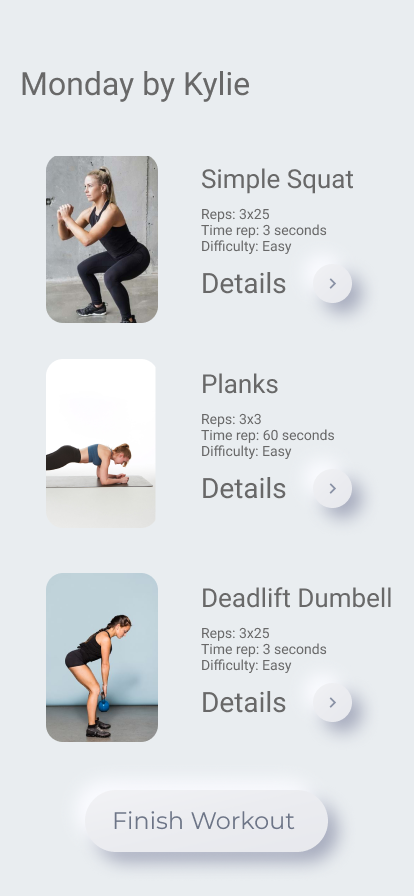 Monday by Kylie
Simple Squat
Reps: 3x25
Time rep: 3 seconds
Difficulty: Easy
Details
Planks
Reps: 3x3
Time rep: 60 seconds
Difficulty: Easy
Details
Deadlift Dumbell
Reps: 3x25
Time rep: 3 seconds
Difficulty: Easy
Details
Finish Workout